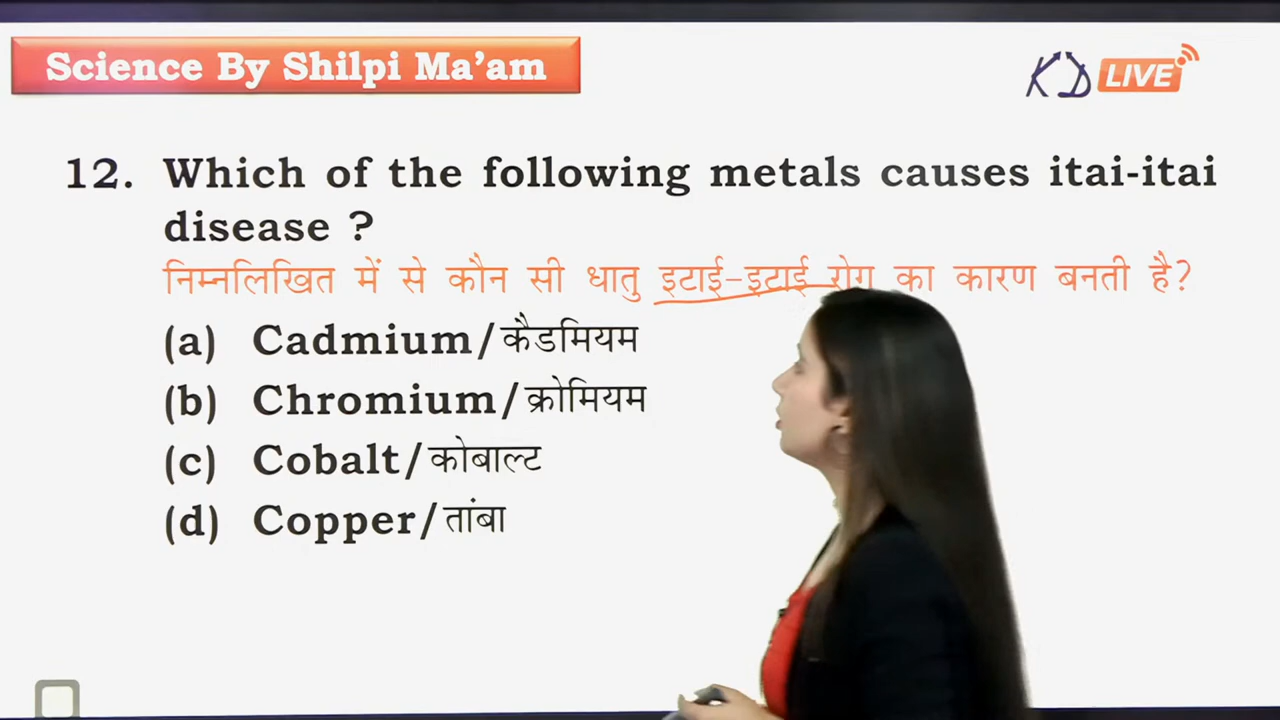 Science By Shilpi Ma'am
KD LIVE
12. Which of the following metals causes itai-itai
disease ?
निम्नलिखित में से कौन सी धातु इटाई-इटाई रोग का कारण बनती है?
(a) Cadmium/कैडमियम
(b) Chromium/क्रोमियम
(c) Cobalt/कोबाल्ट
(d) Copper/तांबा